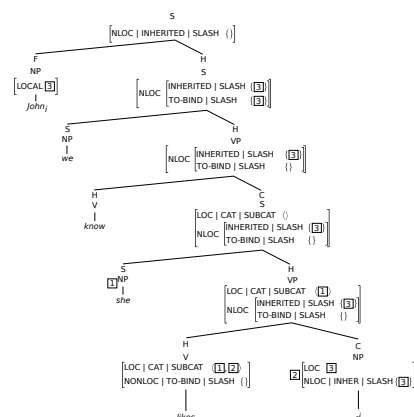 S
[NLOC | INHERITED | SLASH { }]
F H
NP S
[LOCAL 3]
[NLOC [INHERITED | SLASH {3}
TO-BIND | SLASH {3}]]
Johni
S H
NP VP
we
[NLOC [INHERITED | SLASH {3}
TO-BIND | SLASH { }]]
H C
V S
know
[LOC | CAT | SUBCAT ⟨⟩
NLOC [INHERITED | SLASH {3}
TO-BIND | SLASH { }]]
S H
1 NP VP
she
[LOC | CAT | SUBCAT ⟨1⟩
NLOC [INHERITED | SLASH {3}
TO-BIND | SLASH { }]]
H C
V NP
[LOC | CAT | SUBCAT ⟨1, 2⟩
NONLOC | TO-BIND | SLASH { }]
2 [LOC 3
NLOC | INHER | SLASH {3}]
likes